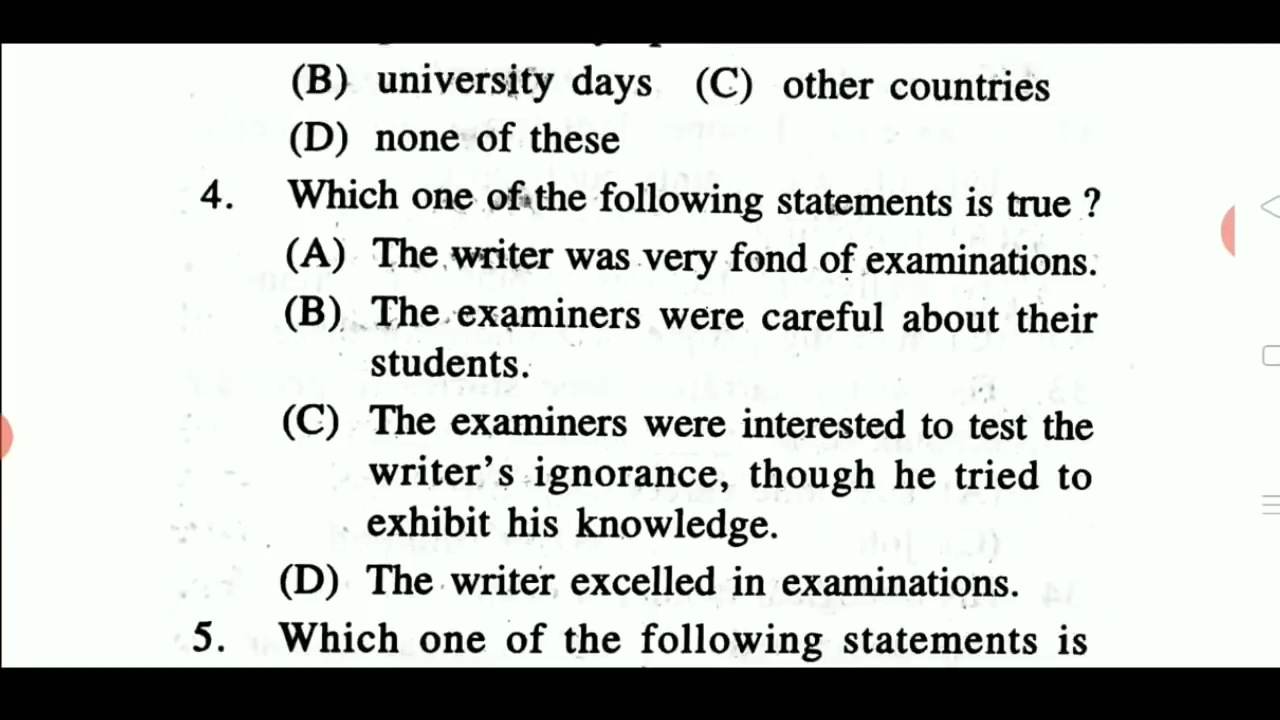 (B) university days (C) other countries
(D) none of these
4. Which one of the following statements is true ?
(A) The writer was very fond of examinations.
(B) The examiners were careful about their
students.
(C) The examiners were interested to test the
writer's ignorance, though he tried to
exhibit his knowledge.
(D) The writer excelled in examinations.
5. Which one of the following statements is